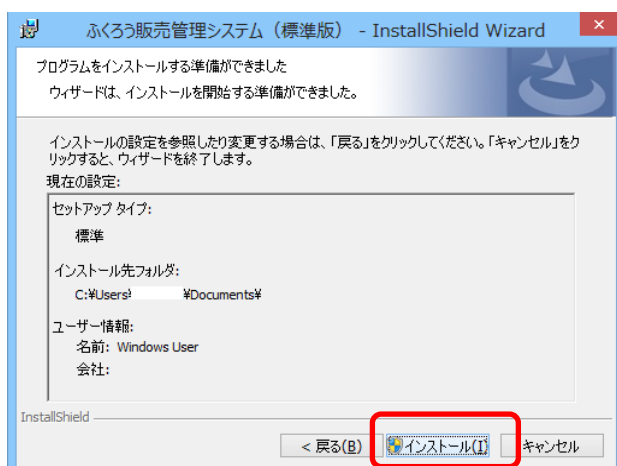 ふくろう販売管理システム（標準版） - InstallShield Wizard
プログラムをインストールする準備ができました
ウィザードは、インストールを開始する準備ができました。
インストールの設定を参照したり変更する場合は、「戻る」をクリックしてください。「キャンセル」をク
リックすると、ウィザードを終了します。
現在の設定:
セットアップ タイプ:
標準
インストール先フォルダ:
C:¥Users¥ ¥Documents¥
ユーザー情報:
名前: Windows User
会社:
InstallShield
< 戻る(B) インストール(I) キャンセル